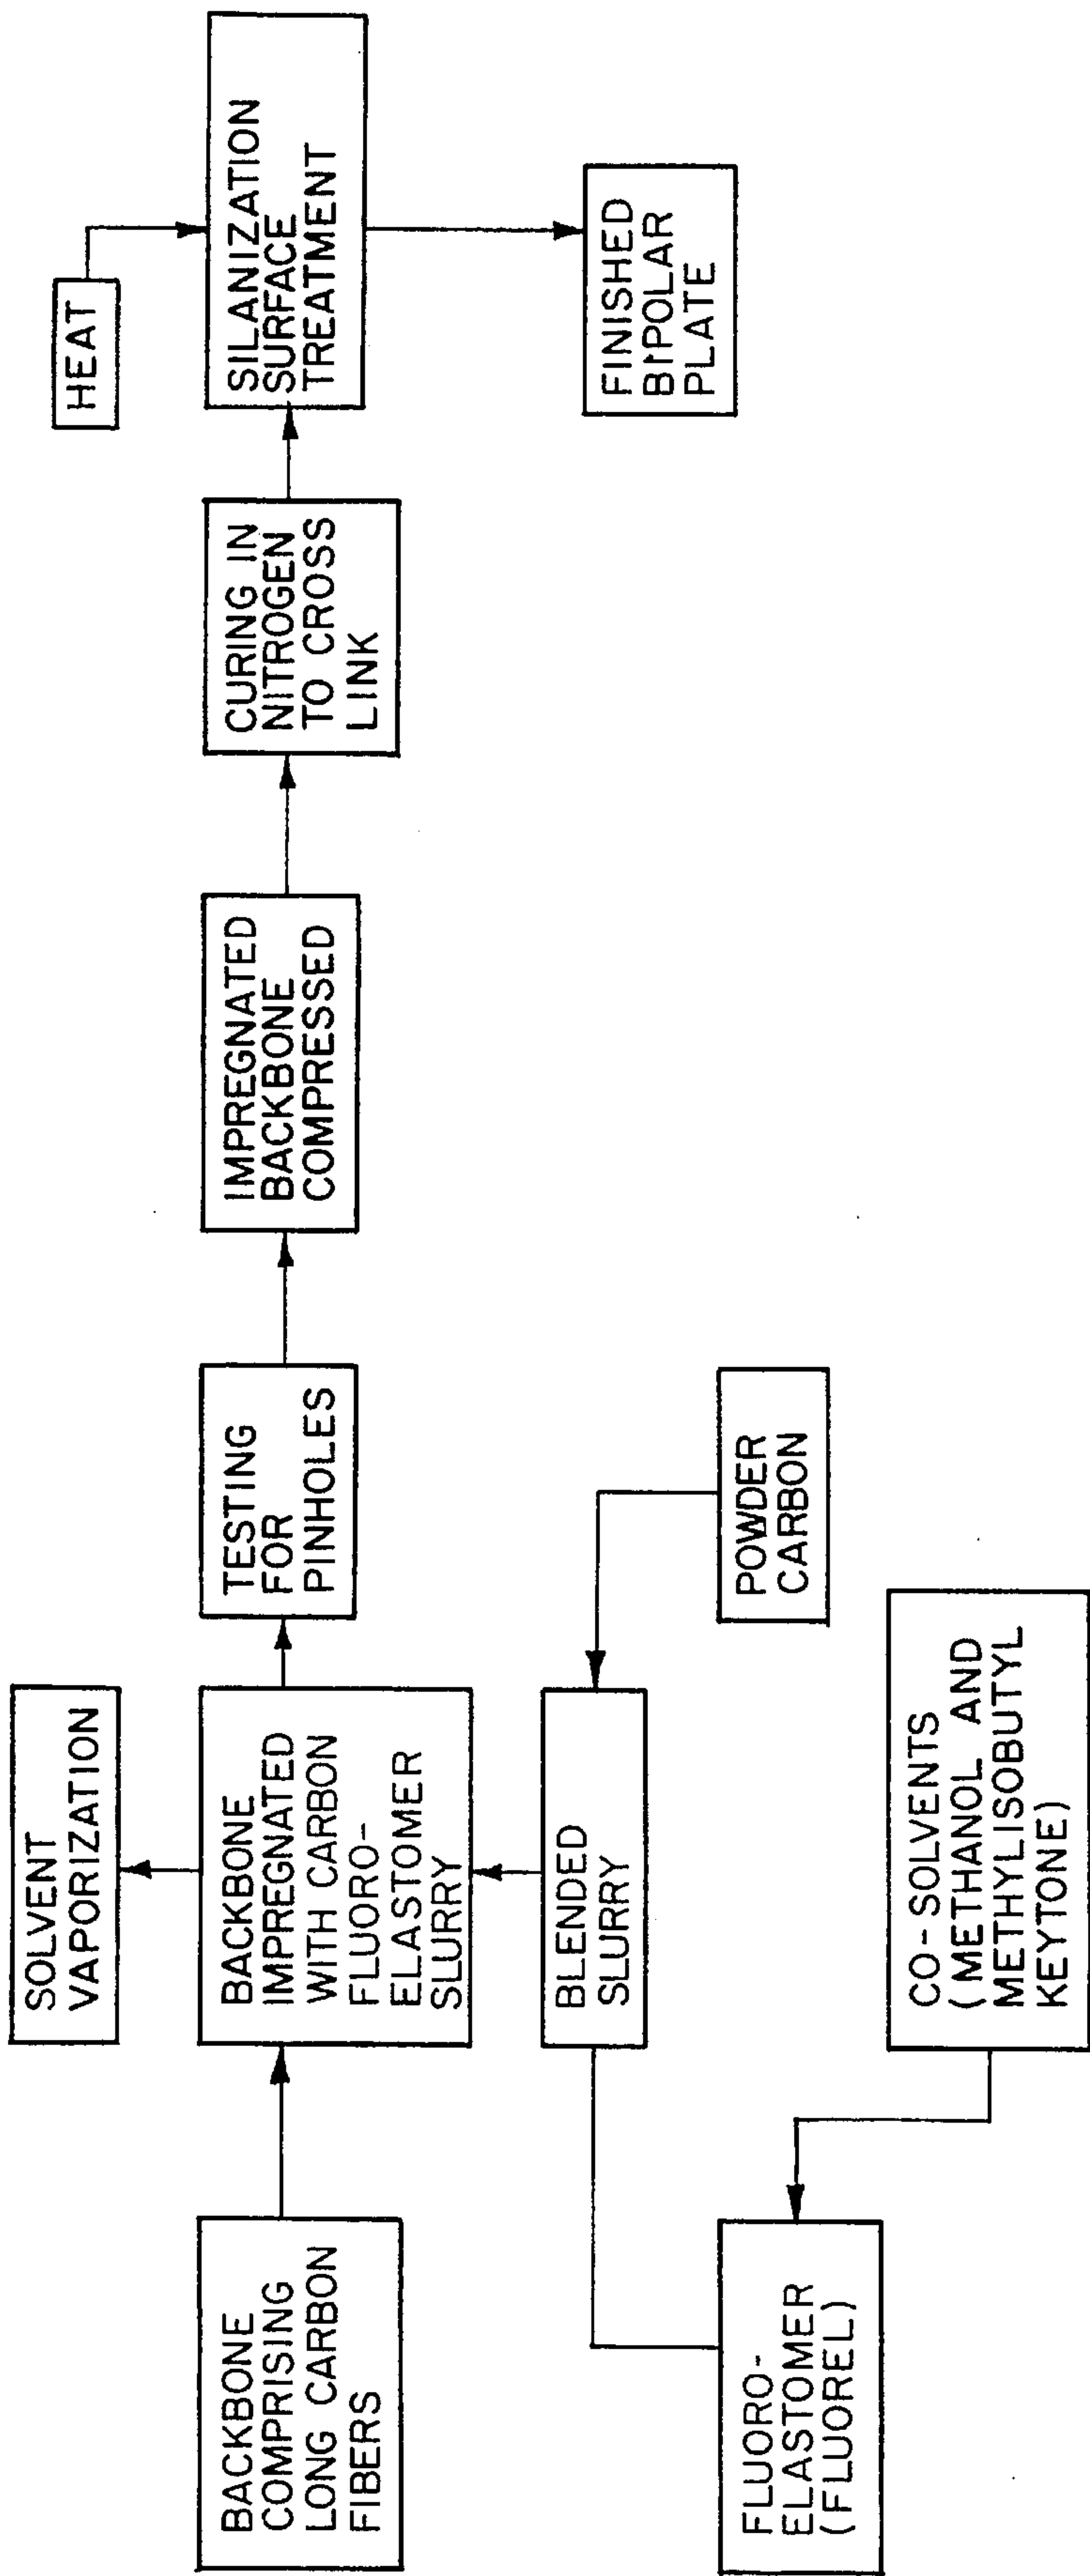 SOLVENT
VAPORIZATION
HEAT
BACKBONE
COMPRISING
LONG CARBON
FIBERS
BACKBONE
IMPREGNATED
WITH CARBON
FLUORO-
ELASTOMER
SLURRY
TESTING
FOR
PINHOLES
IMPREGNATED
BACKBONE
COMPRESSED
CURING IN
NITROGEN
TO CROSS
LINK
SILANIZATION
SURFACE
TREATMENT
BLENDED
SLURRY
FINISHED
BIPOLAR
PLATE
FLUORO-
ELASTOMER
(FLUOREL)
POWDER
CARBON
CO-SOLVENTS
(METHANOL AND
METHYLISOBUTYL
KEYTONE)